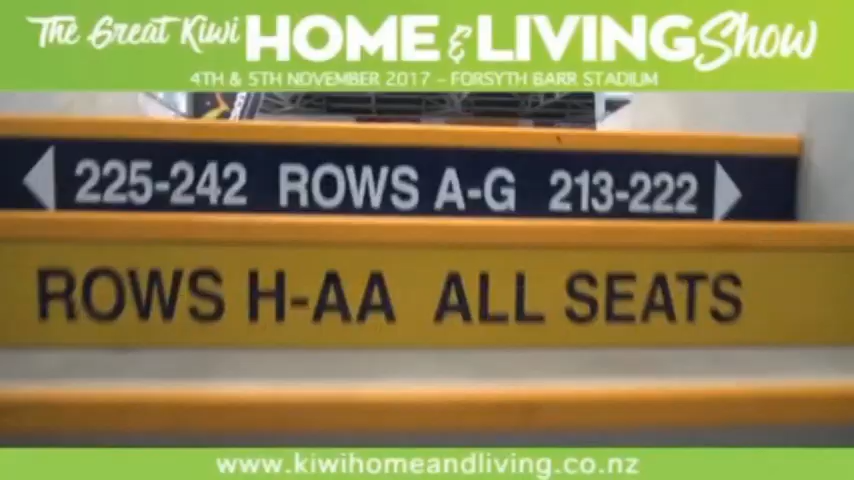 The Great Kiwi HOME & LIVING Show
4TH & 5TH NOVEMBER 2017 – FORSYTH BARR STADIUM
225-242 ROWS A-G 213-222
ROWS H-AA ALL SEATS
www.kiwihomeandliving.co.nz